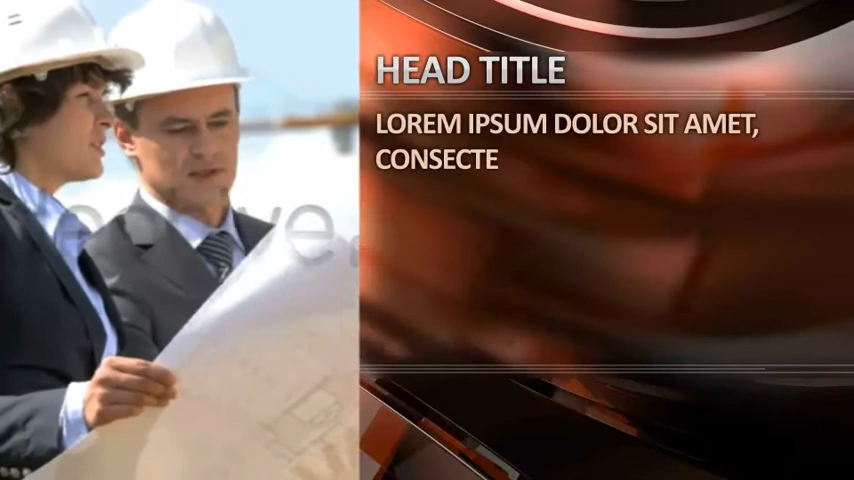 HEAD TITLE
LOREM IPSUM DOLOR SIT AMET,
CONSECTE